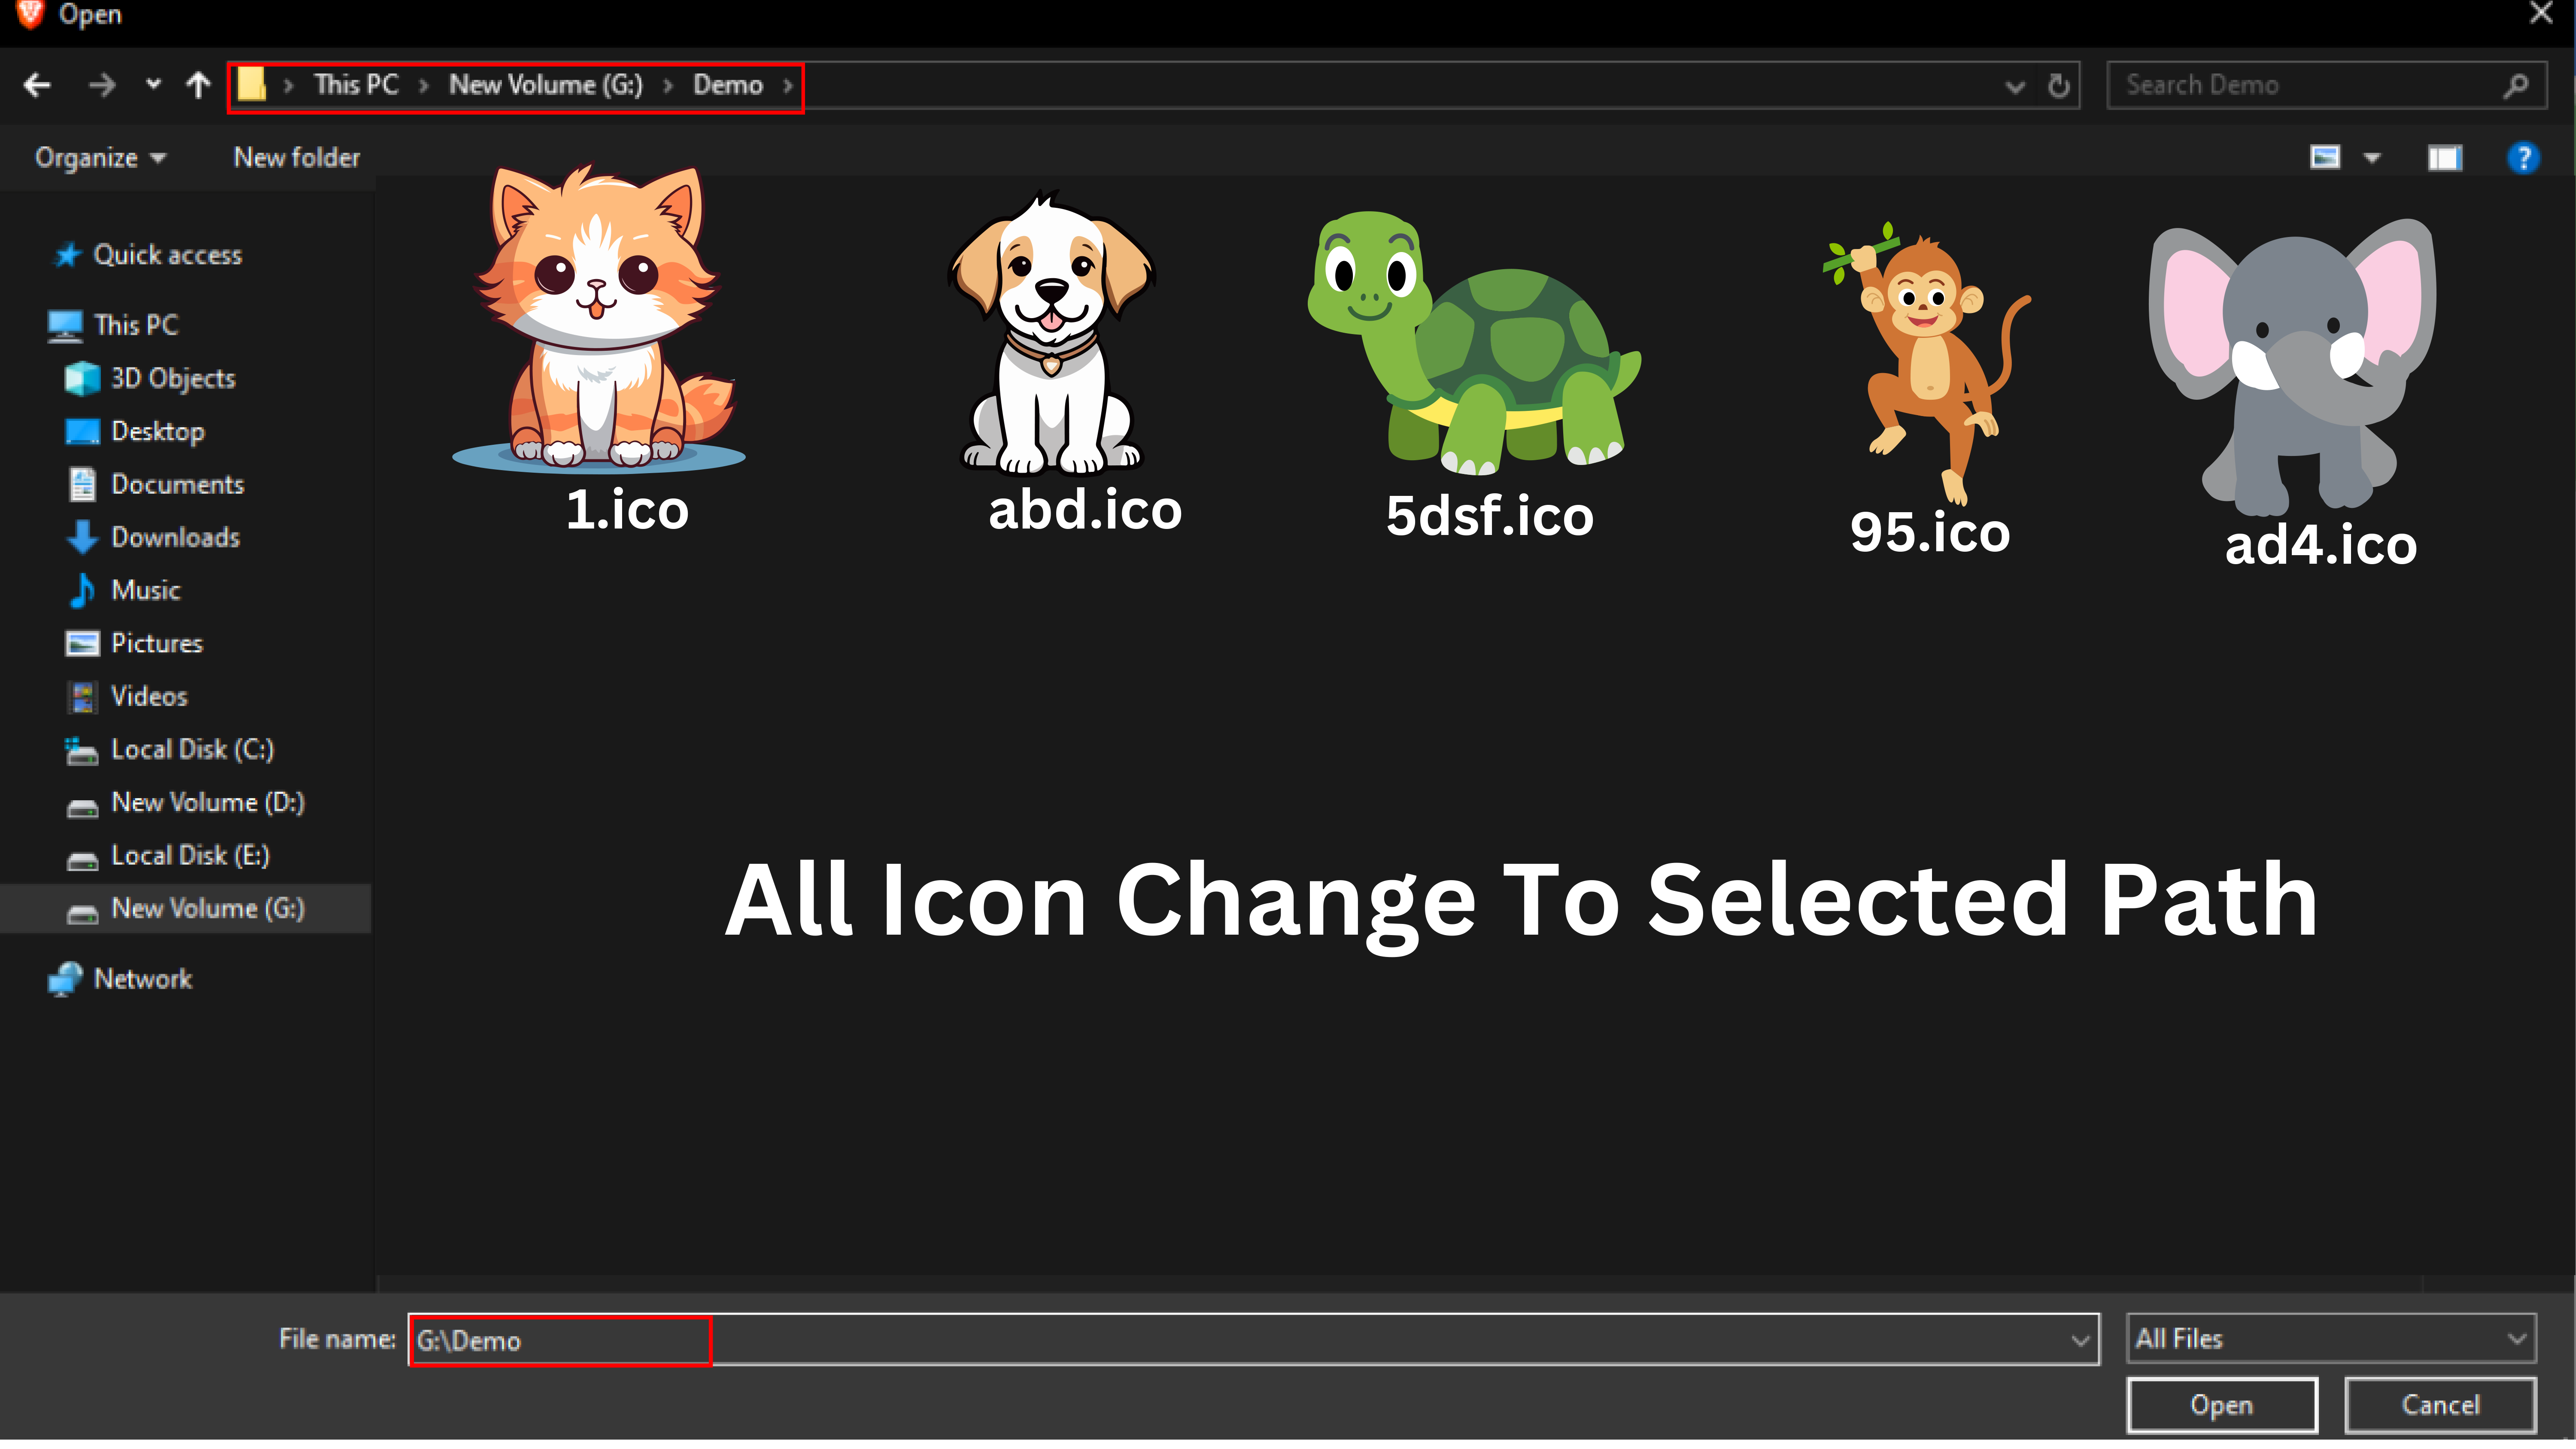 Open
This PC > New Volume (G:) > Demo >
Search Demo
Organize
New folder
?
Quick access
This PC
3D Objects
Desktop
Documents
Downloads
Music
Pictures
Videos
Local Disk (C:)
New Volume (D:)
Local Disk (E:)
New Volume (G:)
Network
1.ico
abd.ico
5dsf.ico
95.ico
ad4.ico
All Icon Change To Selected Path
File name:
G:\Demo
All Files
Open
Cancel